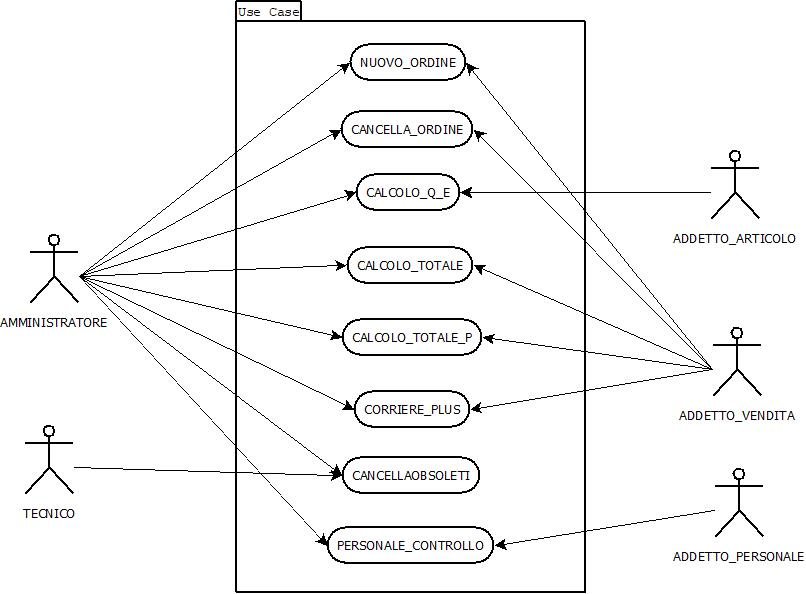 Use Case
NUOVO_ORDINE
CANCELLA_ORDINE
CALCOLO_Q_E
ADDETTO_ARTICOLO
CALCOLO_TOTALE
AMMINISTRATORE
CALCOLO_TOTALE_P
CORRIERE_PLUS
ADDETTO_VENDITA
CANCELLAOBSOLETI
TECNICO
PERSONALE_CONTROLLO
ADDETTO_PERSONALE